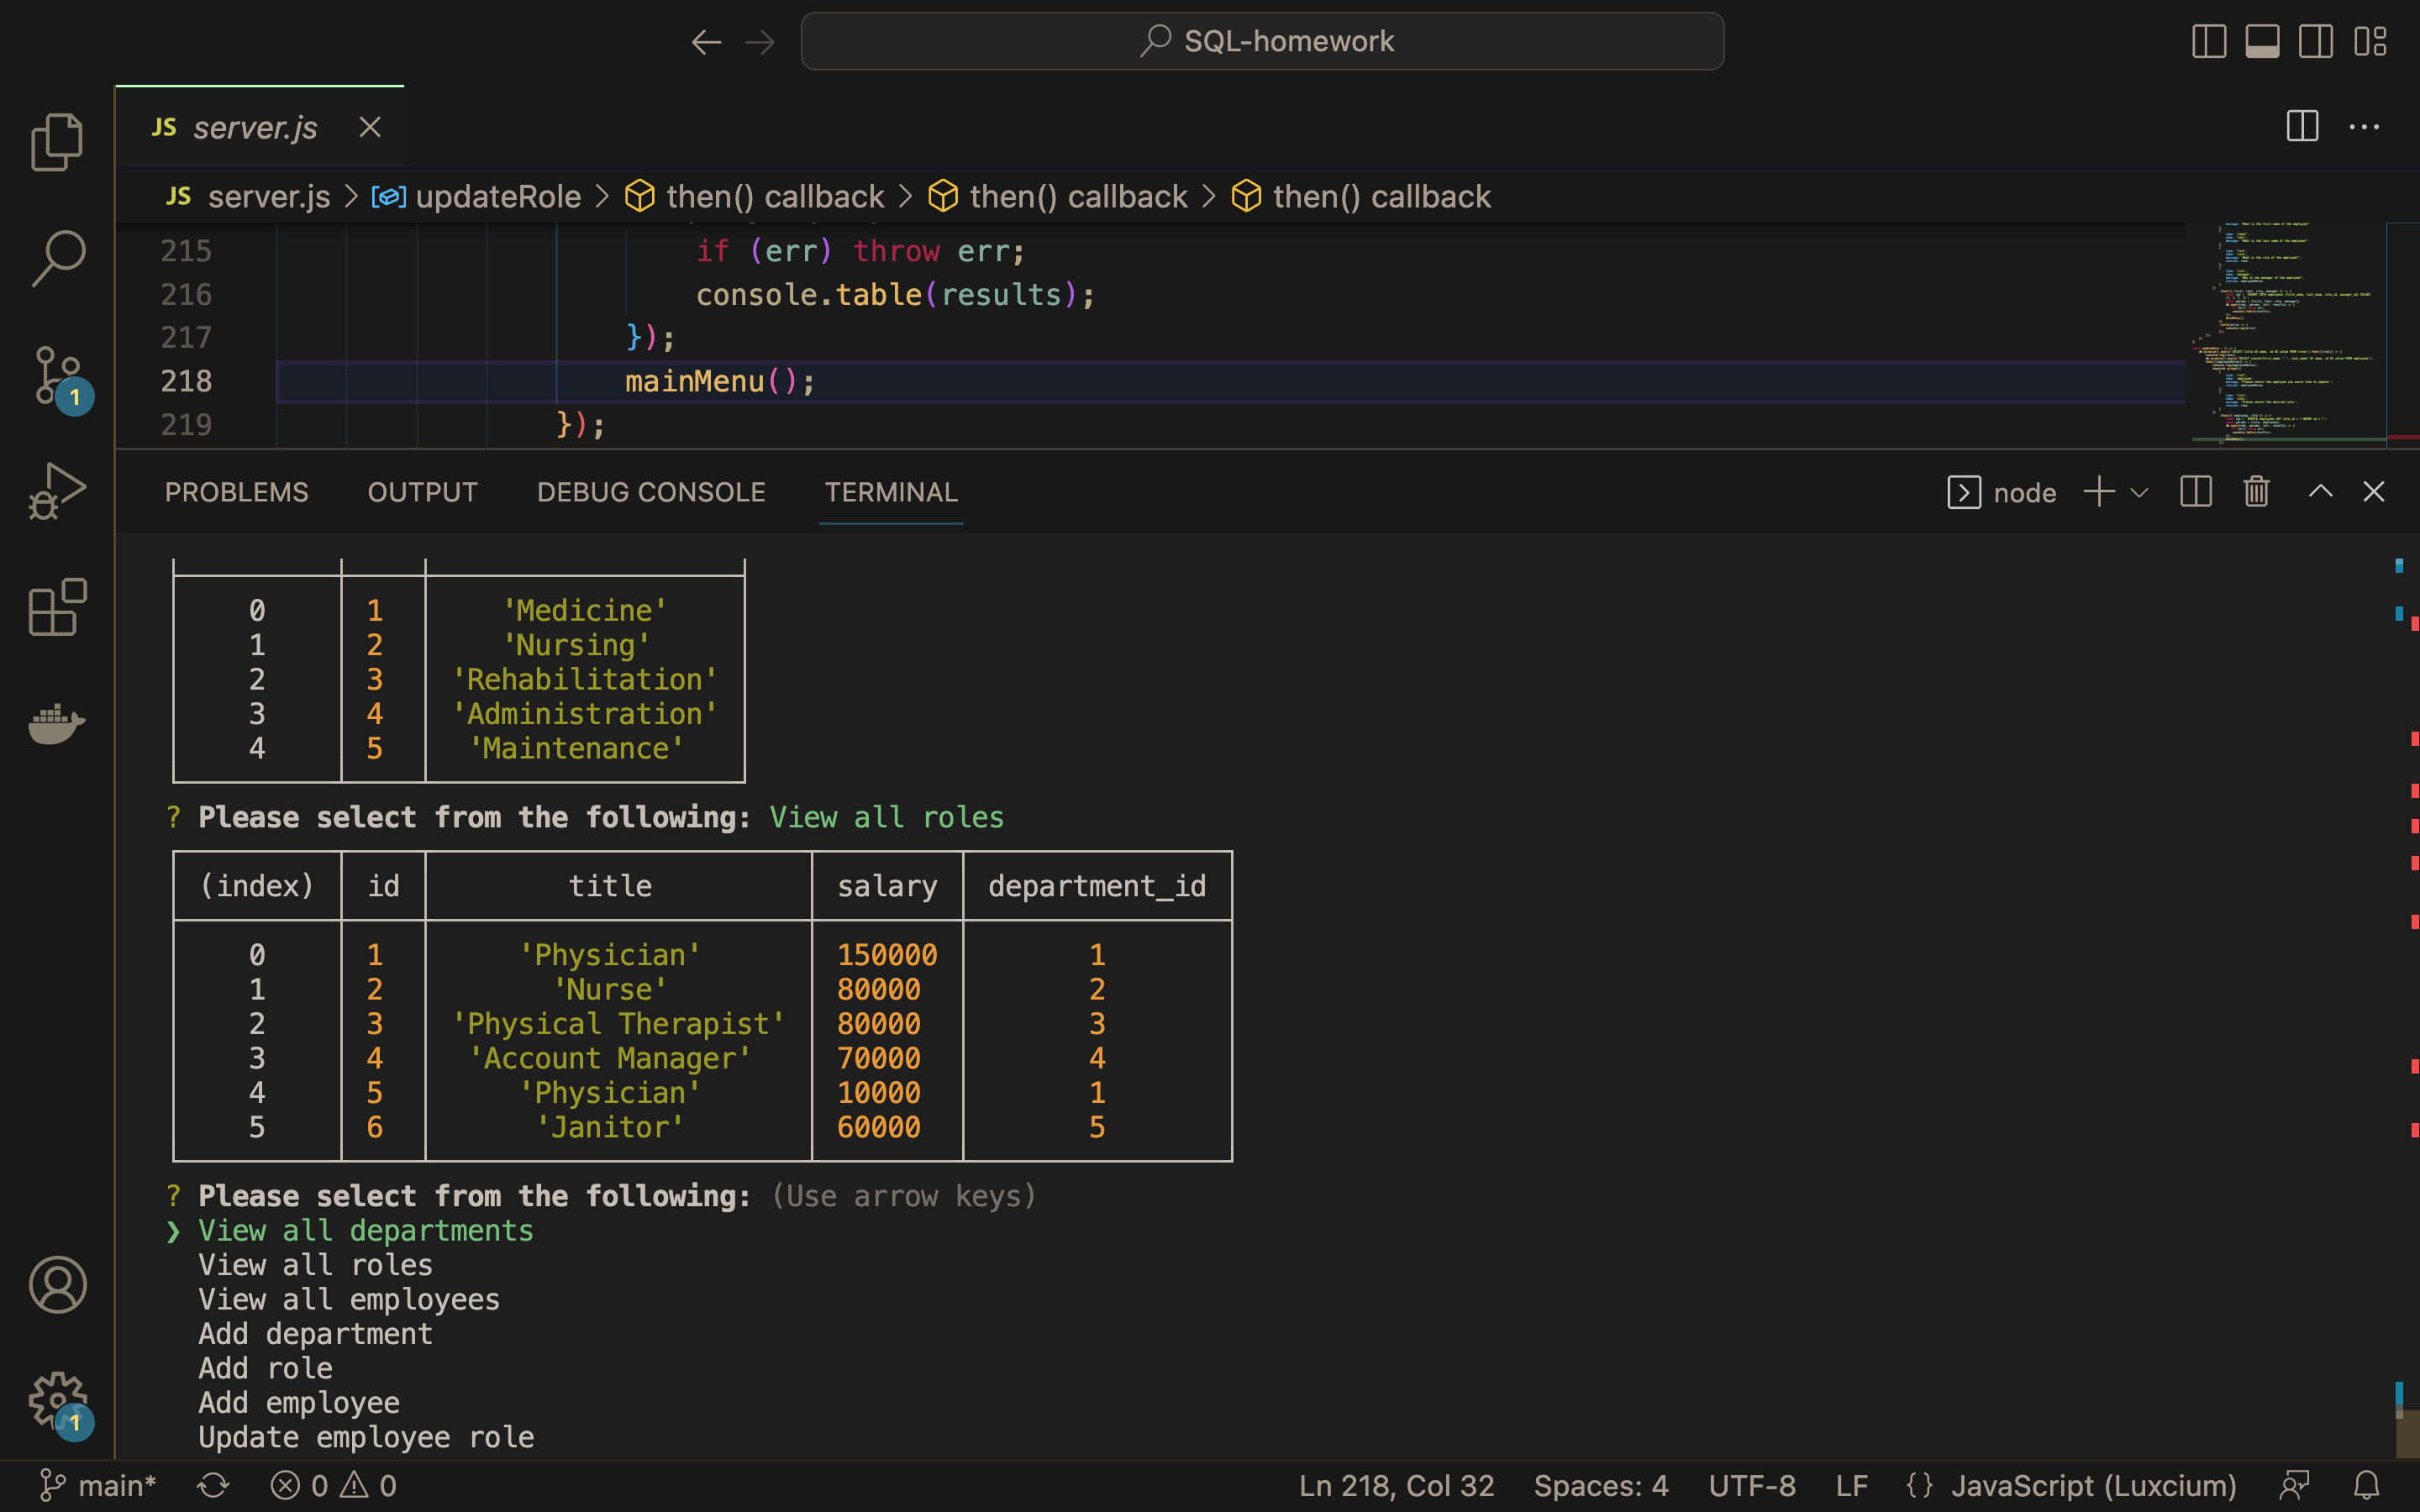 SQL-homework
JS server.js
JS server.js > updateRole > then() callback > then() callback > then() callback
215 if (err) throw err;
216 console.table(results);
217 });
218 mainMenu();
219 });
1
PROBLEMS OUTPUT DEBUG CONSOLE TERMINAL node
0 1 'Medicine'
1 2 'Nursing'
2 3 'Rehabilitation'
3 4 'Administration'
4 5 'Maintenance'
? Please select from the following: View all roles
(index) id title salary department_id
0 1 'Physician' 150000 1
1 2 'Nurse' 80000 2
2 3 'Physical Therapist' 80000 3
3 4 'Account Manager' 70000 4
4 5 'Physician' 10000 1
5 6 'Janitor' 60000 5
? Please select from the following: (Use arrow keys)
❯ View all departments
View all roles
View all employees
Add department
Add role
Add employee
Update employee role
1
main* 0 0 Ln 218, Col 32 Spaces: 4 UTF-8 LF {} JavaScript (Luxcium)